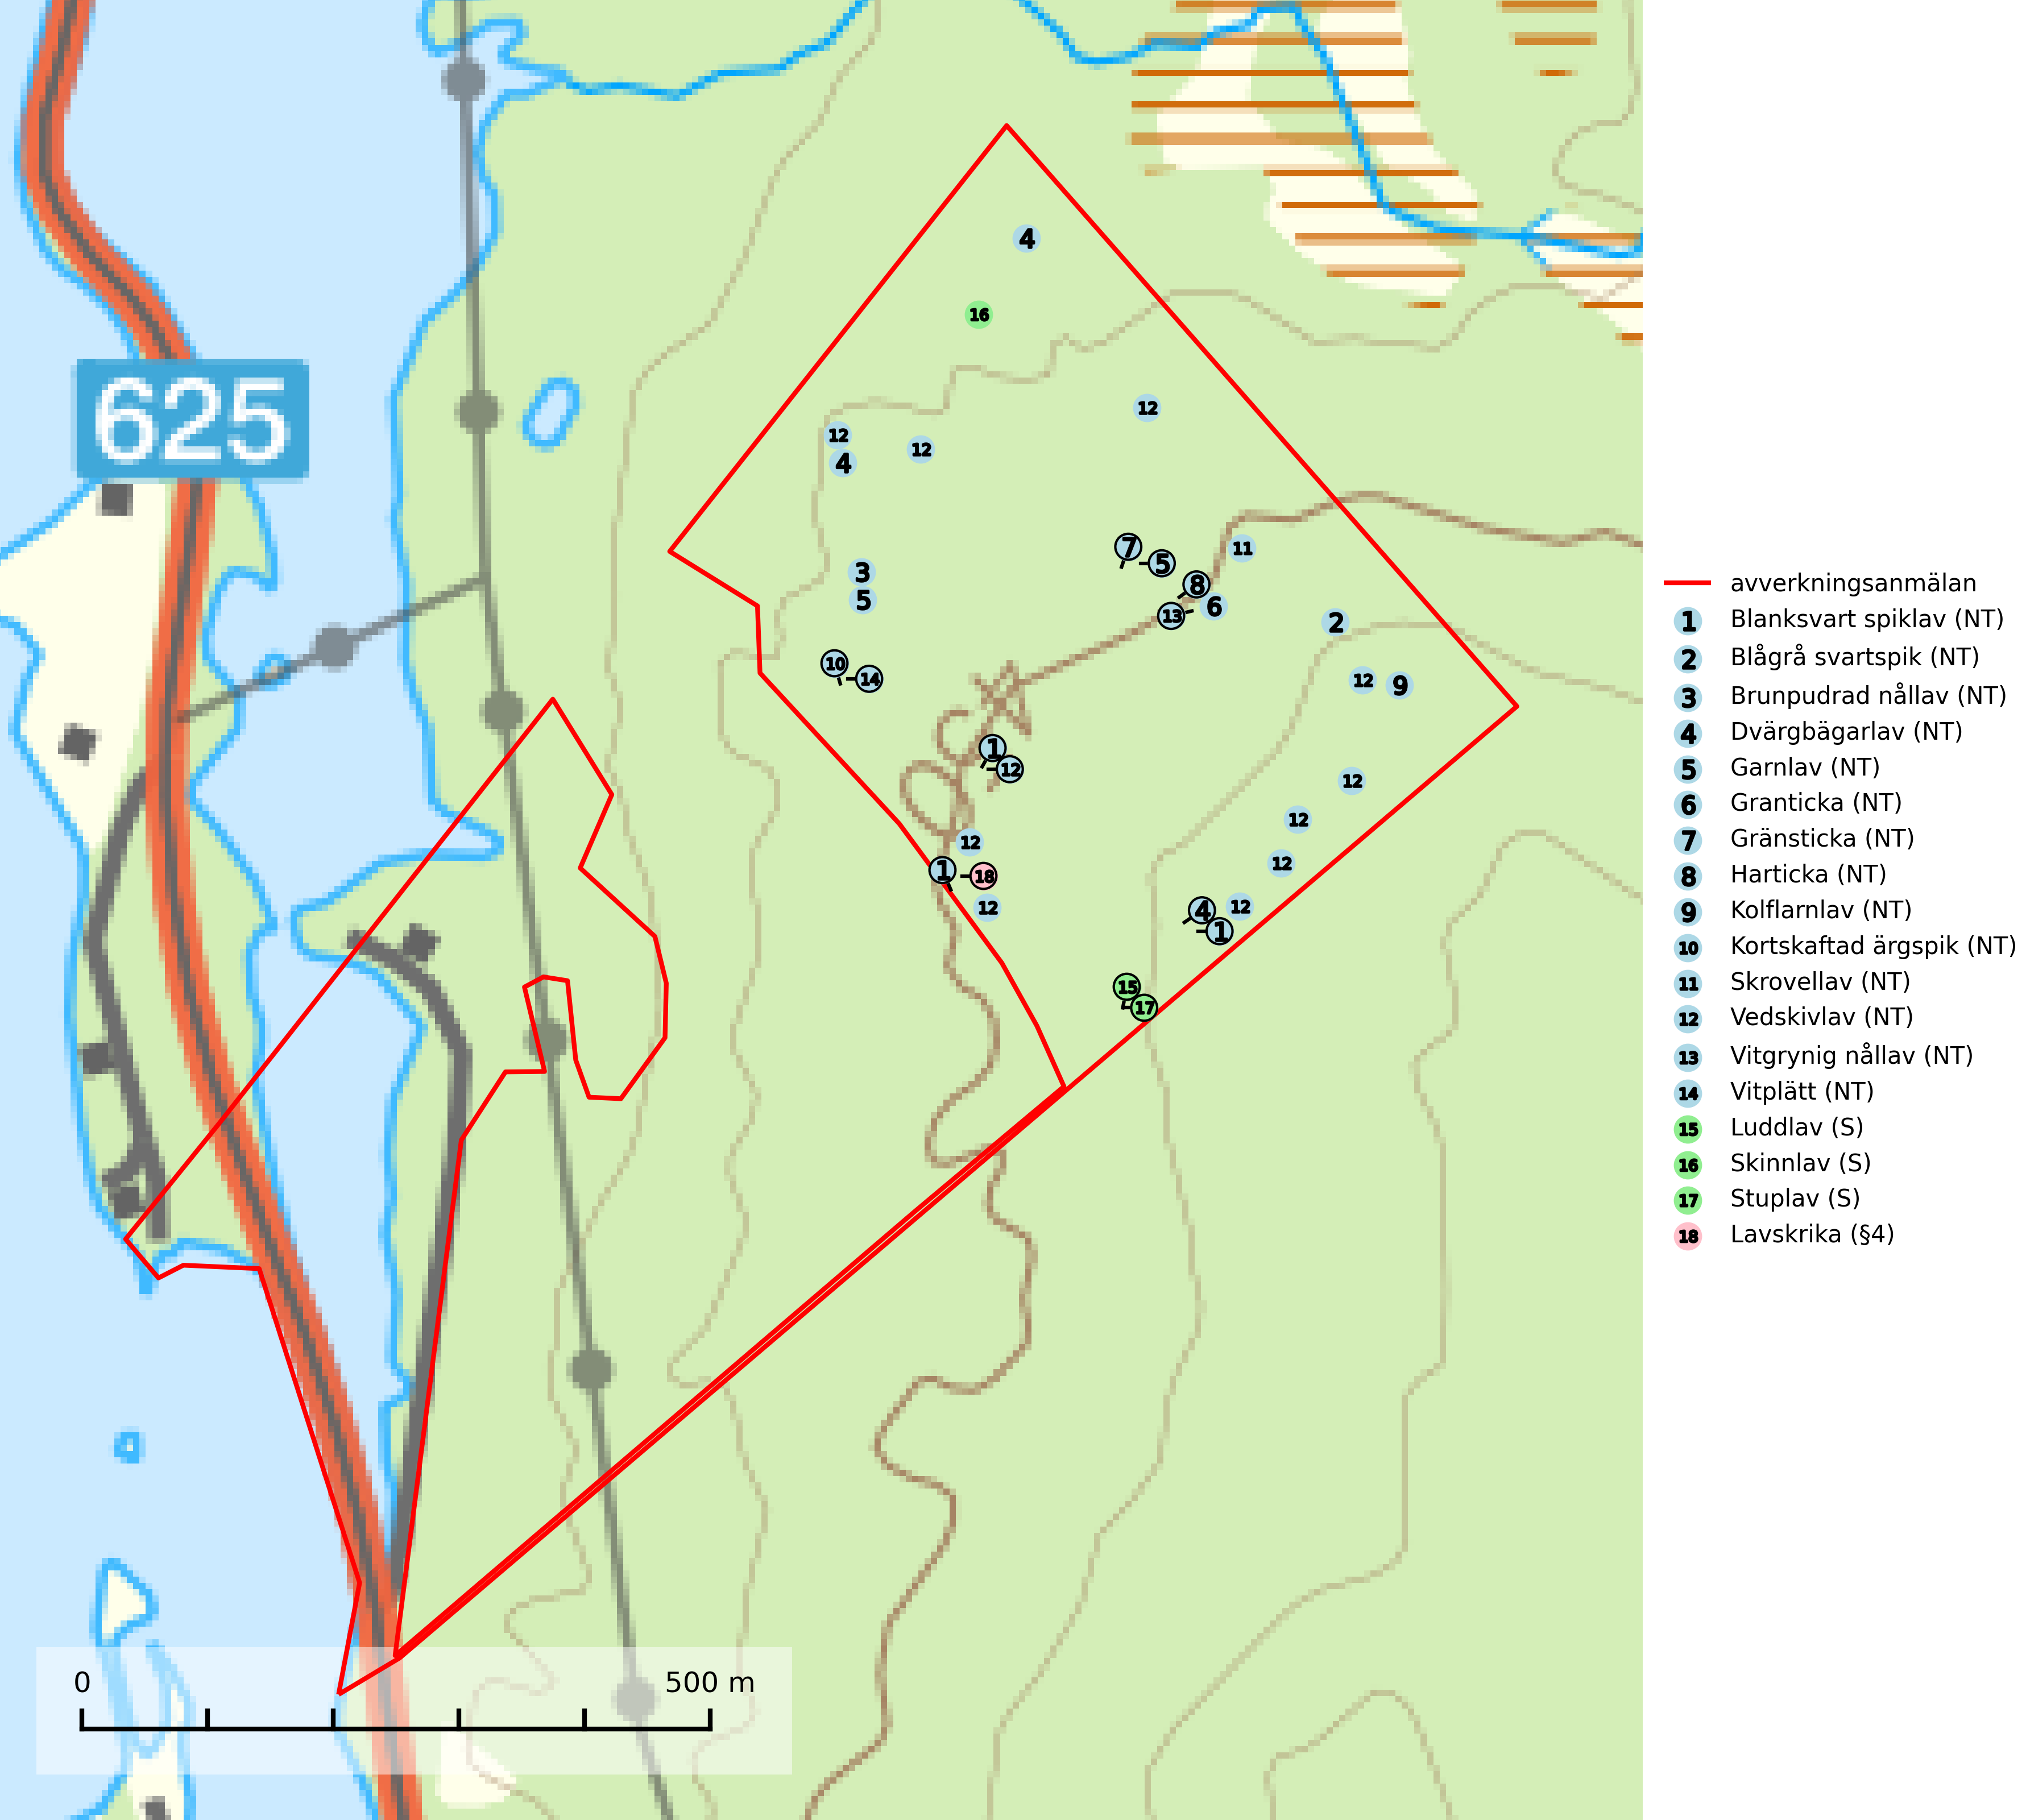 4
16
12
12
12
4
625
7
5
11
3
8
5
6
13
2
10
14
12
9
1
12
12
12
12
1
18
12
12
4
12
1
15
17
0 500 m
avverkningsanmälan
1 Blanksvart spiklav (NT)
2 Blågrå svartspik (NT)
3 Brunpudrad nållav (NT)
4 Dvärgbägarlav (NT)
5 Garnlav (NT)
6 Granticka (NT)
7 Gränsticka (NT)
8 Harticka (NT)
9 Kolflarnlav (NT)
10 Kortskaftad ärgspik (NT)
11 Skrovellav (NT)
12 Vedskivlav (NT)
13 Vitgrynig nållav (NT)
14 Vitplätt (NT)
15 Luddlav (S)
16 Skinnlav (S)
17 Stuplav (S)
18 Lavskrika (§4)